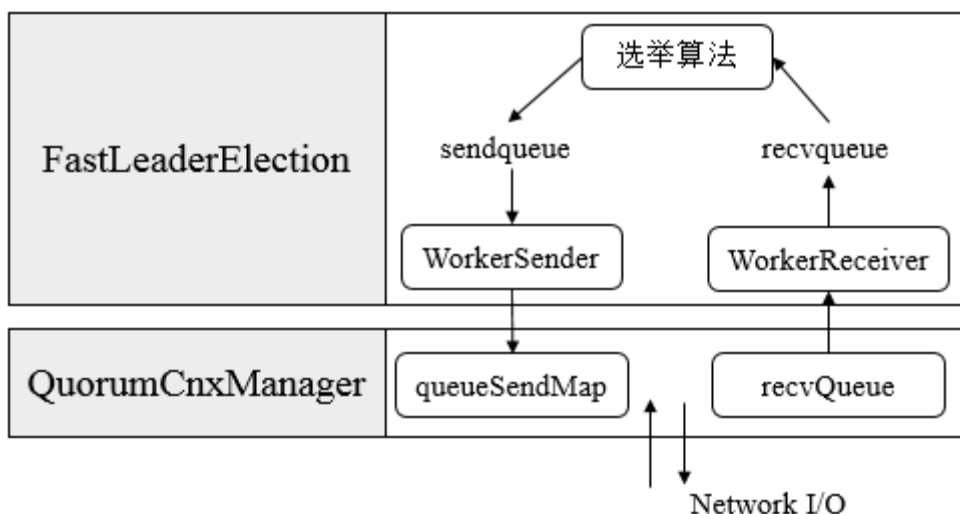 选举算法
FastLeaderElection
sendqueue
recvqueue
WorkerSender
WorkerReceiver
QuorumCnxManager
queueSendMap
recvQueue
Network I/O